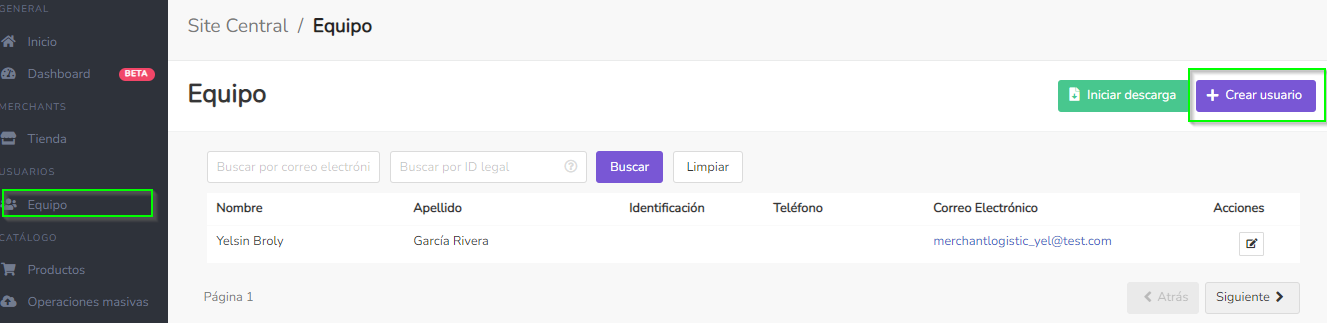 GENERAL
Inicio
Dashboard BETA
MERCHANTS
Tienda
USUARIOS
Equipo
CATÁLOGO
Productos
Operaciones masivas
Site Central / Equipo
Equipo
Iniciar descarga
Crear usuario
Buscar por correo electróni
Buscar por ID legal
Buscar
Limpiar
Nombre Apellido Identificación Teléfono Correo Electrónico Acciones
Yelsin Broly García Rivera merchantlogistic_yel@test.com
Página 1
Atrás
Siguiente